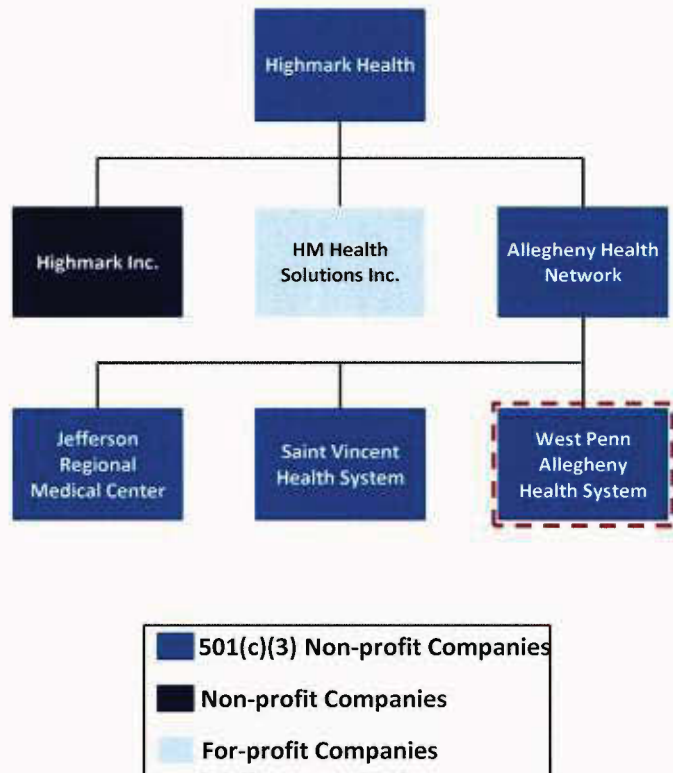 Highmark Health
Highmark Inc.
HM Health
Solutions Inc.
Allegheny Health
Network
Jefferson
Regional
Medical Center
Saint Vincent
Health System
West Penn
Allegheny
Health System
501(c)(3) Non-profit Companies
Non-profit Companies
For-profit Companies